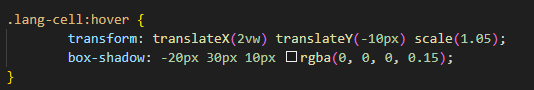 .lang-cell:hover {
transform: translateX(2vw) translateY(-10px) scale(1.05);
box-shadow: -20px 30px 10px rgba(0, 0, 0, 0.15);
}